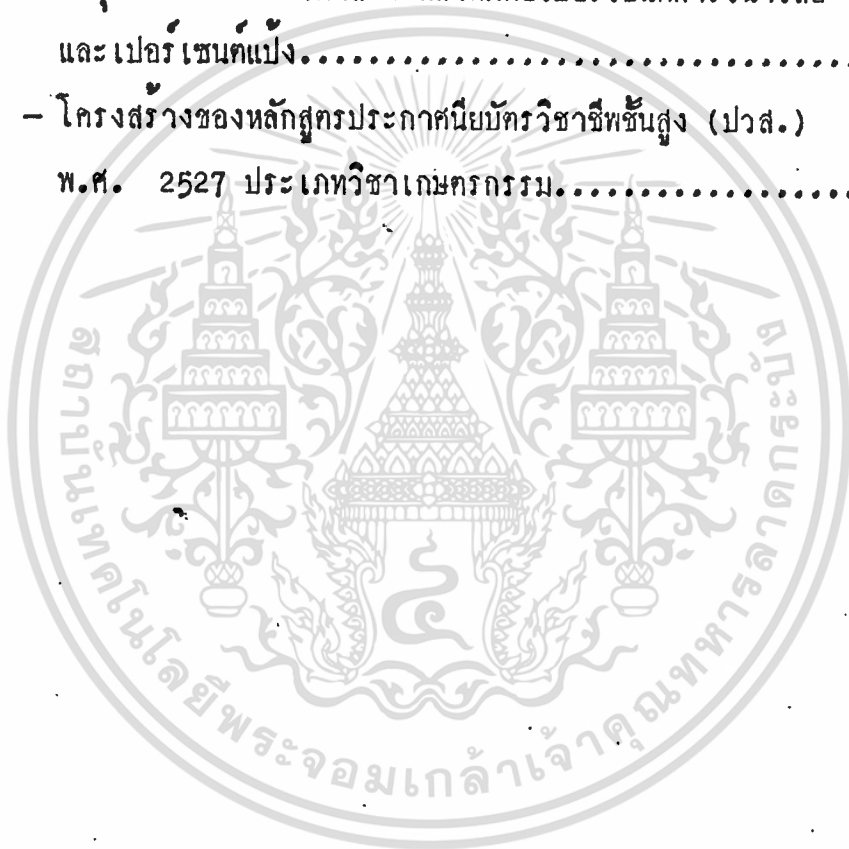 และเปอร์เซนต์แป้ง................................
- โครงสร้างของหลักสูตรประกาศนียบัตรวิชาชีพชั้นสูง (ปวส.)
พ.ศ. 2527 ประเภทวิชาเกษตรกรรม..................
สถาบันเทคโนโลยีพระจอมเกล้าเจ้าคุณทหารลาดกระบัง